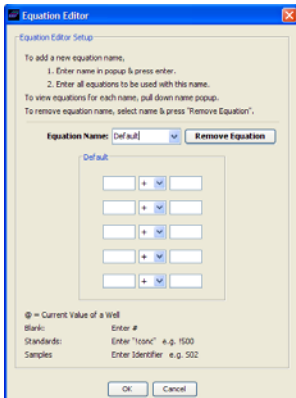 Equation Editor
Equation Editor Setup
To add a new equation name,
1. Enter name in popup & press enter.
2. Enter all equations to be used with this name.
To view equations for each name, pull down name popup.
To remove equation name, select name & press "Remove Equation".
Equation Name: Default Remove Equation
Default
+
+
+
+
+
@ = Current Value of a Well
Blank: Enter #
Standards: Enter "!conc" e.g. !500
Samples Enter Identifier e.g. S02
OK Cancel